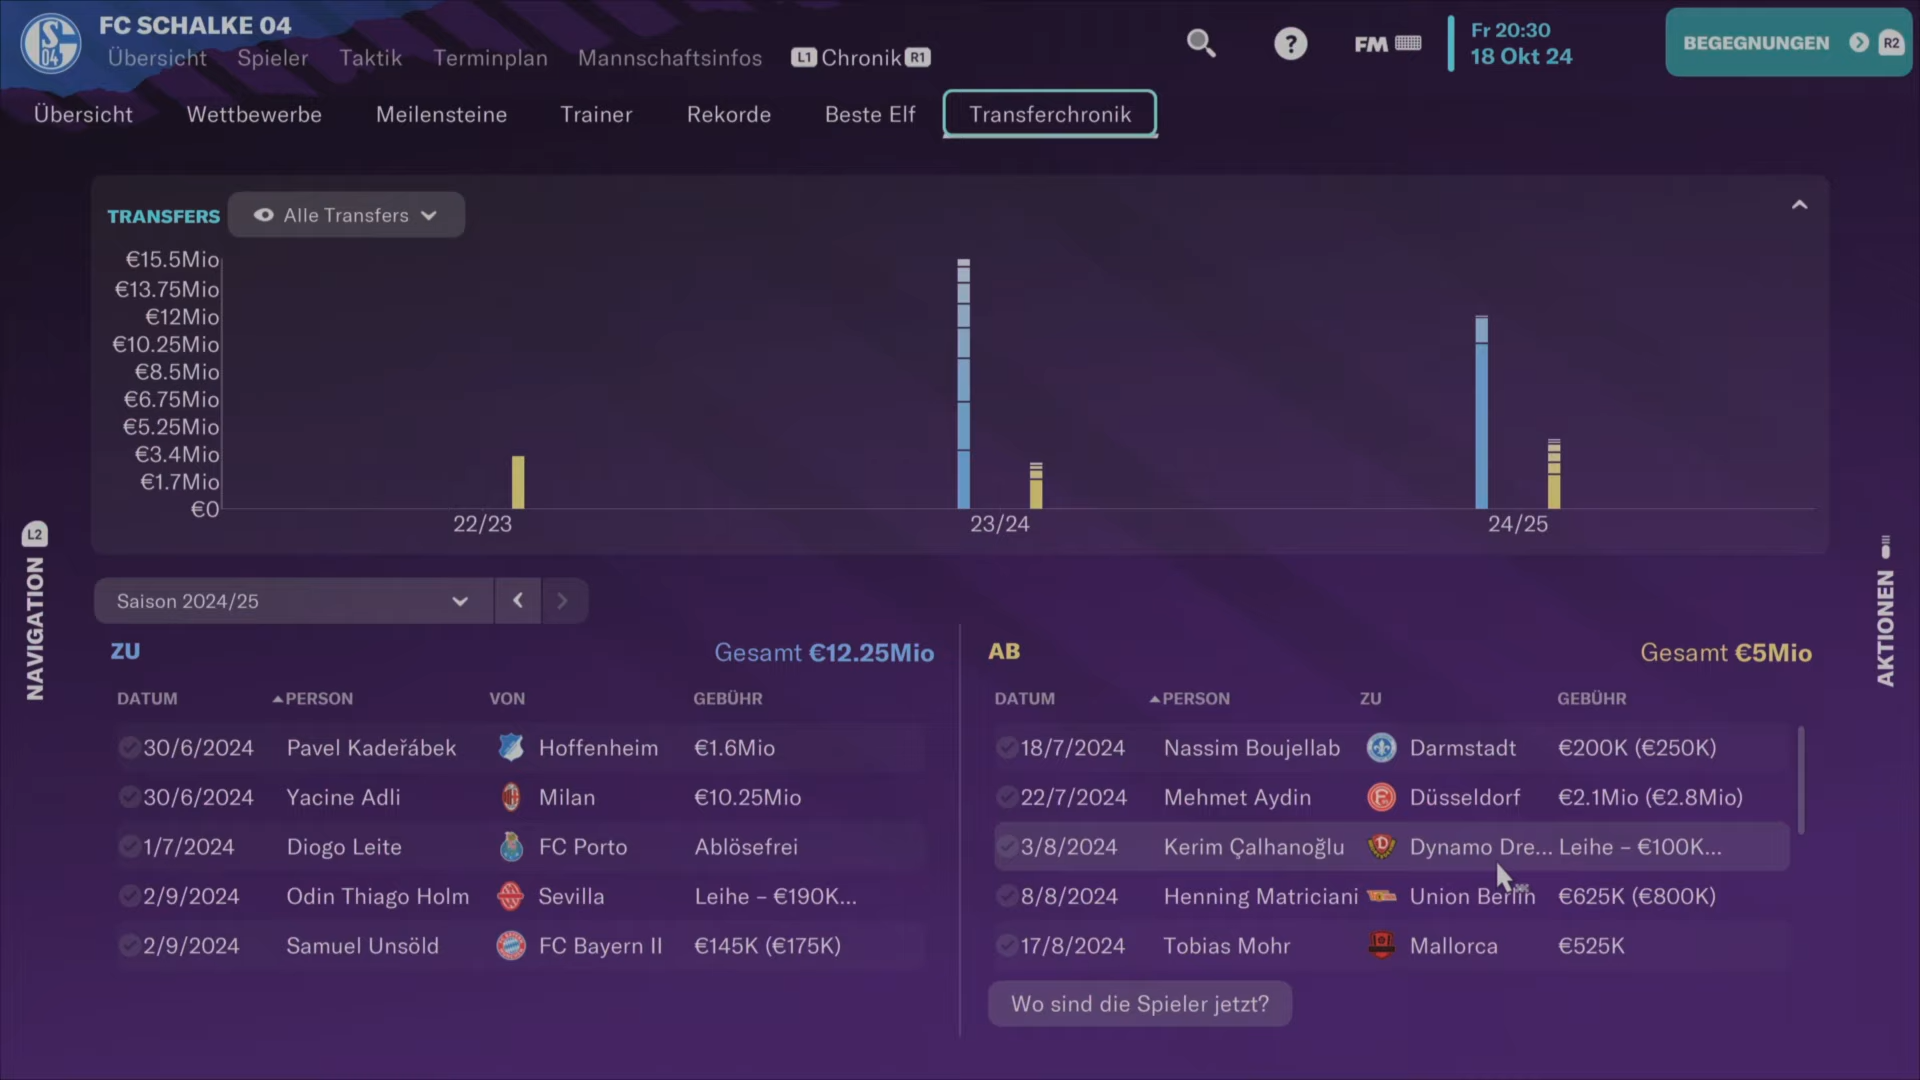 FC SCHALKE 04
Übersicht Spieler Taktik Terminplan Mannschaftsinfos L1 Chronik R1
? FM
Fr 20:30
18 Okt 24
BEGEGNUNGEN R2
Übersicht Wettbewerbe Meilensteine Trainer Rekorde Beste Elf Transferchronik
TRANSFERS Alle Transfers
€15.5Mio
€13.75Mio
€12Mio
€10.25Mio
€8.5Mio
€6.75Mio
€5.25Mio
€3.4Mio
€1.7Mio
€0
22/23 23/24 24/25
L2
NAVIGATION
AKTIONEN
Saison 2024/25
ZU Gesamt €12.25Mio
DATUM PERSON VON GEBÜHR
30/6/2024 Pavel Kadeřábek Hoffenheim €1.6Mio
30/6/2024 Yacine Adli Milan €10.25Mio
1/7/2024 Diogo Leite FC Porto Ablösefrei
2/9/2024 Odin Thiago Holm Sevilla Leihe – €190K...
2/9/2024 Samuel Unsöld FC Bayern II €145K (€175K)
AB Gesamt €5Mio
DATUM PERSON ZU GEBÜHR
18/7/2024 Nassim Boujellab Darmstadt €200K (€250K)
22/7/2024 Mehmet Aydin Düsseldorf €2.1Mio (€2.8Mio)
3/8/2024 Kerim Çalhanoğlu Dynamo Dre... Leihe – €100K...
8/8/2024 Henning Matriciani Union Berlin €625K (€800K)
17/8/2024 Tobias Mohr Mallorca €525K
Wo sind die Spieler jetzt?